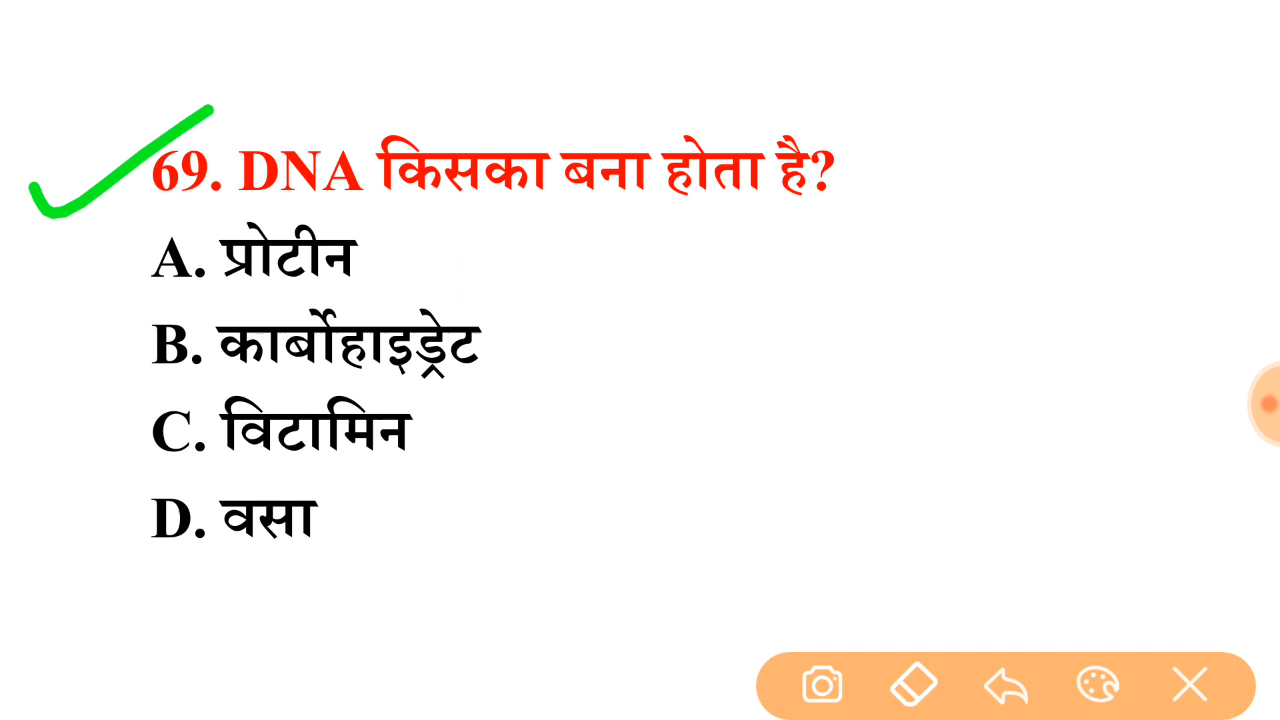 69. DNA किसका बना होता है?
A. प्रोटीन
B. कार्बोहाइड्रेट
C. विटामिन
D. वसा